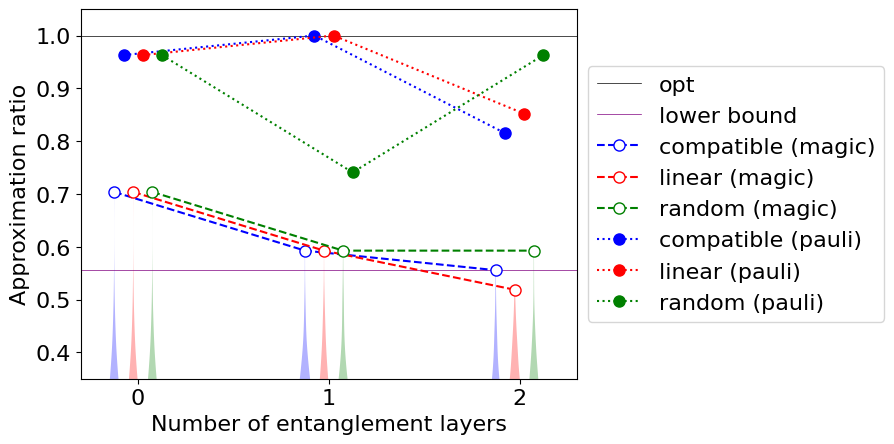 1.0
0.9
0.8
0.7
0.6
0.5
0.4
Approximation ratio
0 1 2
Number of entanglement layers
opt
lower bound
compatible (magic)
linear (magic)
random (magic)
compatible (pauli)
linear (pauli)
random (pauli)